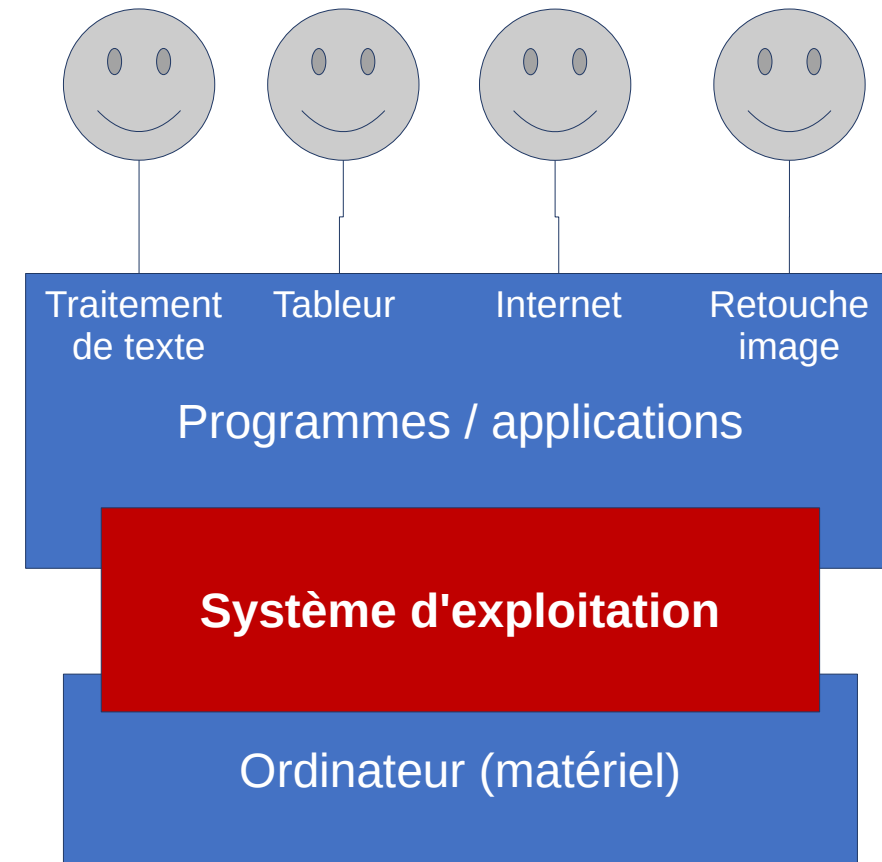 Traitement
de texte
Tableur
Internet
Retouche
image
Programmes / applications
Système d'exploitation
Ordinateur (matériel)